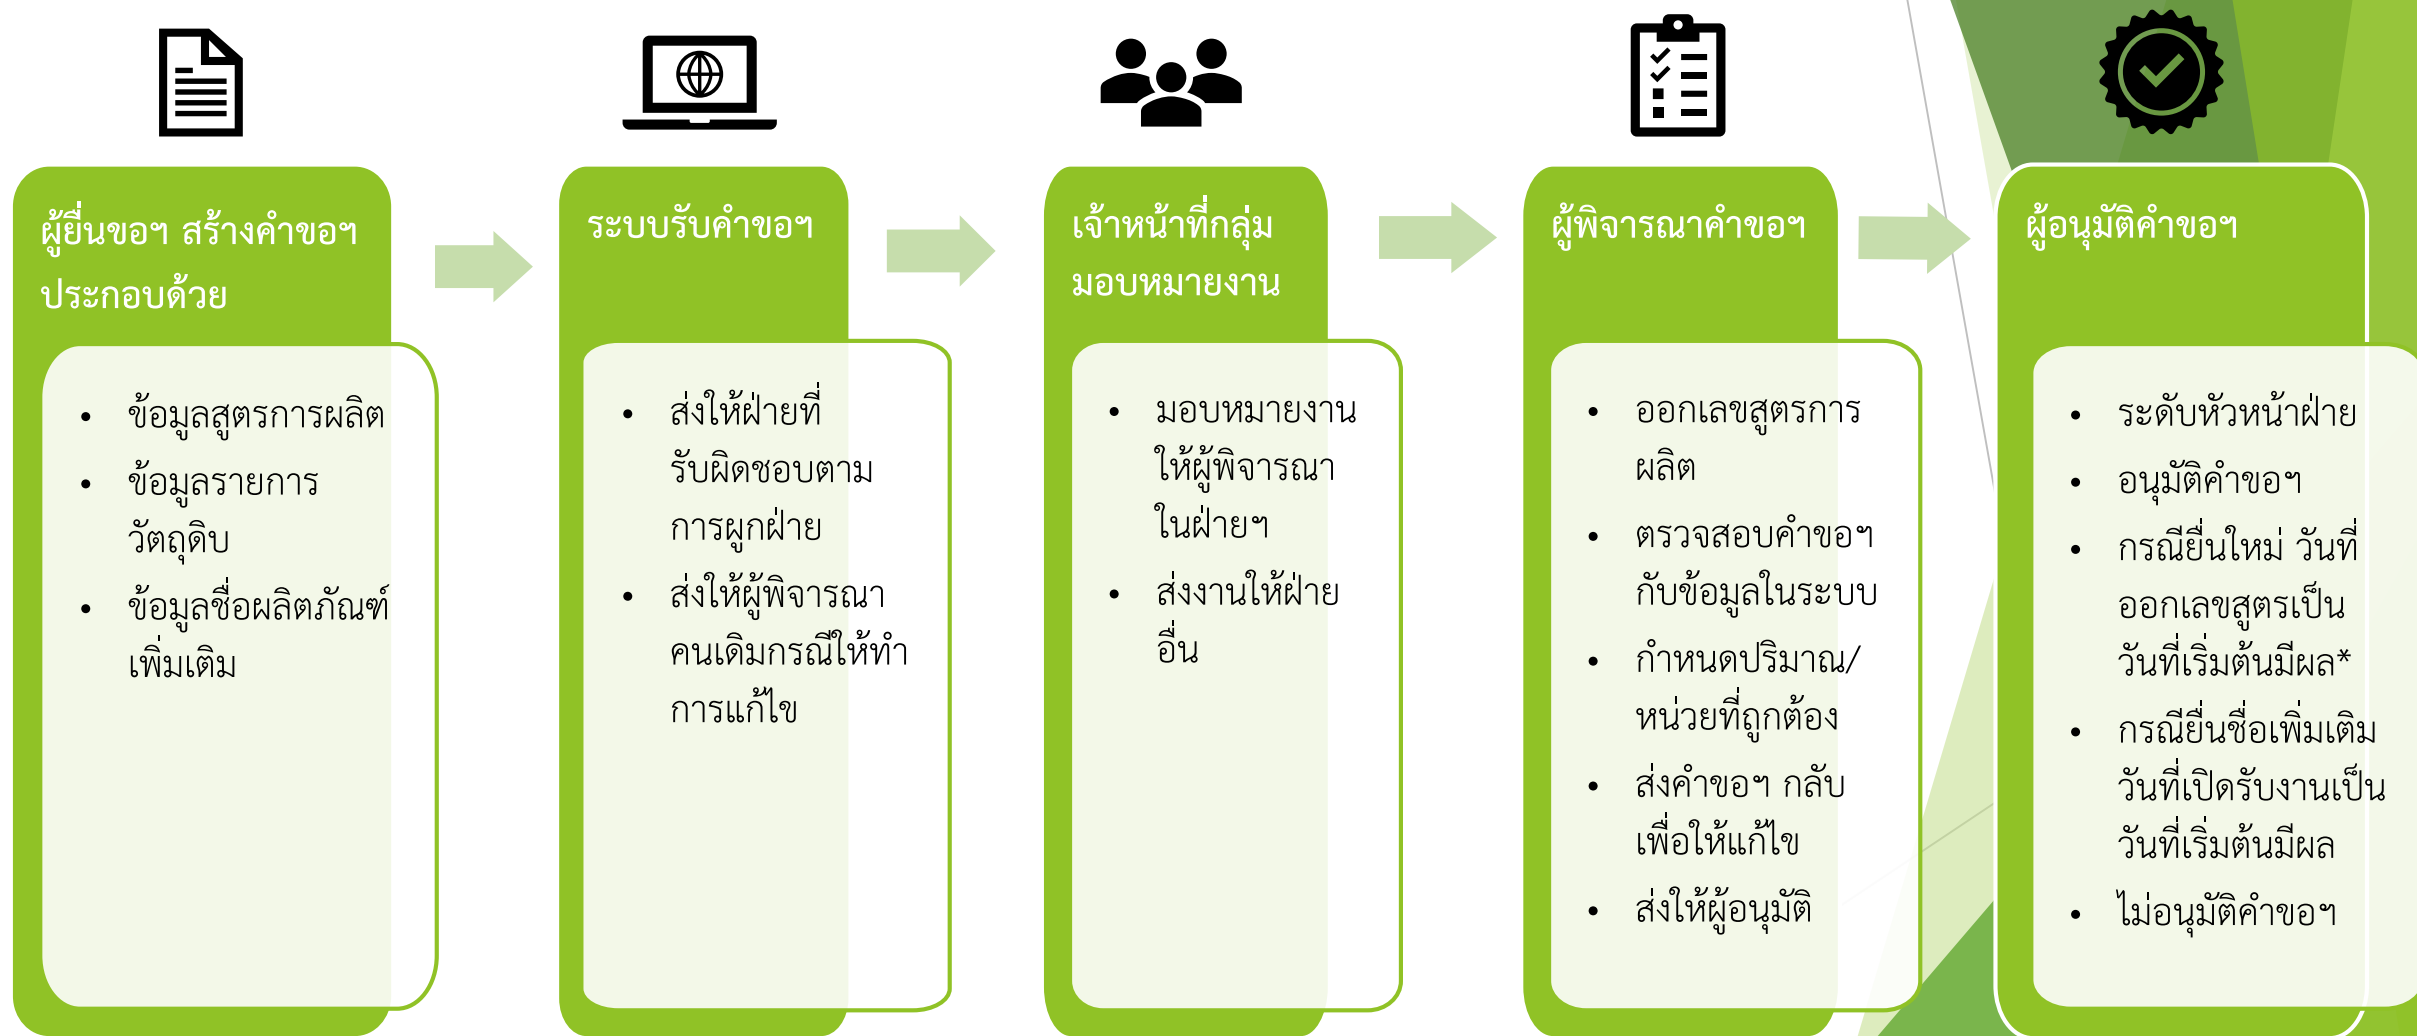 ผู้ยื่นขอฯ สร้างคำขอฯ
ประกอบด้วย
• ข้อมูลสูตรการผลิต
• ข้อมูลรายการ
วัตถุดิบ
• ข้อมูลชื่อผลิตภัณฑ์
เพิ่มเติม
ระบบรับคำขอฯ
• ส่งให้ฝ่ายที่
รับผิดชอบตาม
การผูกฝ่าย
• ส่งให้ผู้พิจารณา
คนเดิมกรณีให้ทำ
การแก้ไข
เจ้าหน้าที่กลุ่ม
มอบหมายงาน
• มอบหมายงาน
ให้ผู้พิจารณา
ในฝ่ายฯ
• ส่งงานให้ฝ่าย
อื่น
ผู้พิจารณาคำขอฯ
• ออกเลขสูตรการ
ผลิต
• ตรวจสอบคำขอฯ
กับข้อมูลในระบบ
• กำหนดปริมาณ/
หน่วยที่ถูกต้อง
• ส่งคำขอฯ กลับ
เพื่อให้แก้ไข
• ส่งให้ผู้อนุมัติ
ผู้อนุมัติคำขอฯ
• ระดับหัวหน้าฝ่าย
• อนุมัติคำขอฯ
• กรณียื่นใหม่ วันที่
ออกเลขสูตรเป็น
วันที่เริ่มต้นมีผล*
• กรณียื่นชื่อเพิ่มเติม
วันที่เปิดรับงานเป็น
วันที่เริ่มต้นมีผล
• ไม่อนุมัติคำขอฯ